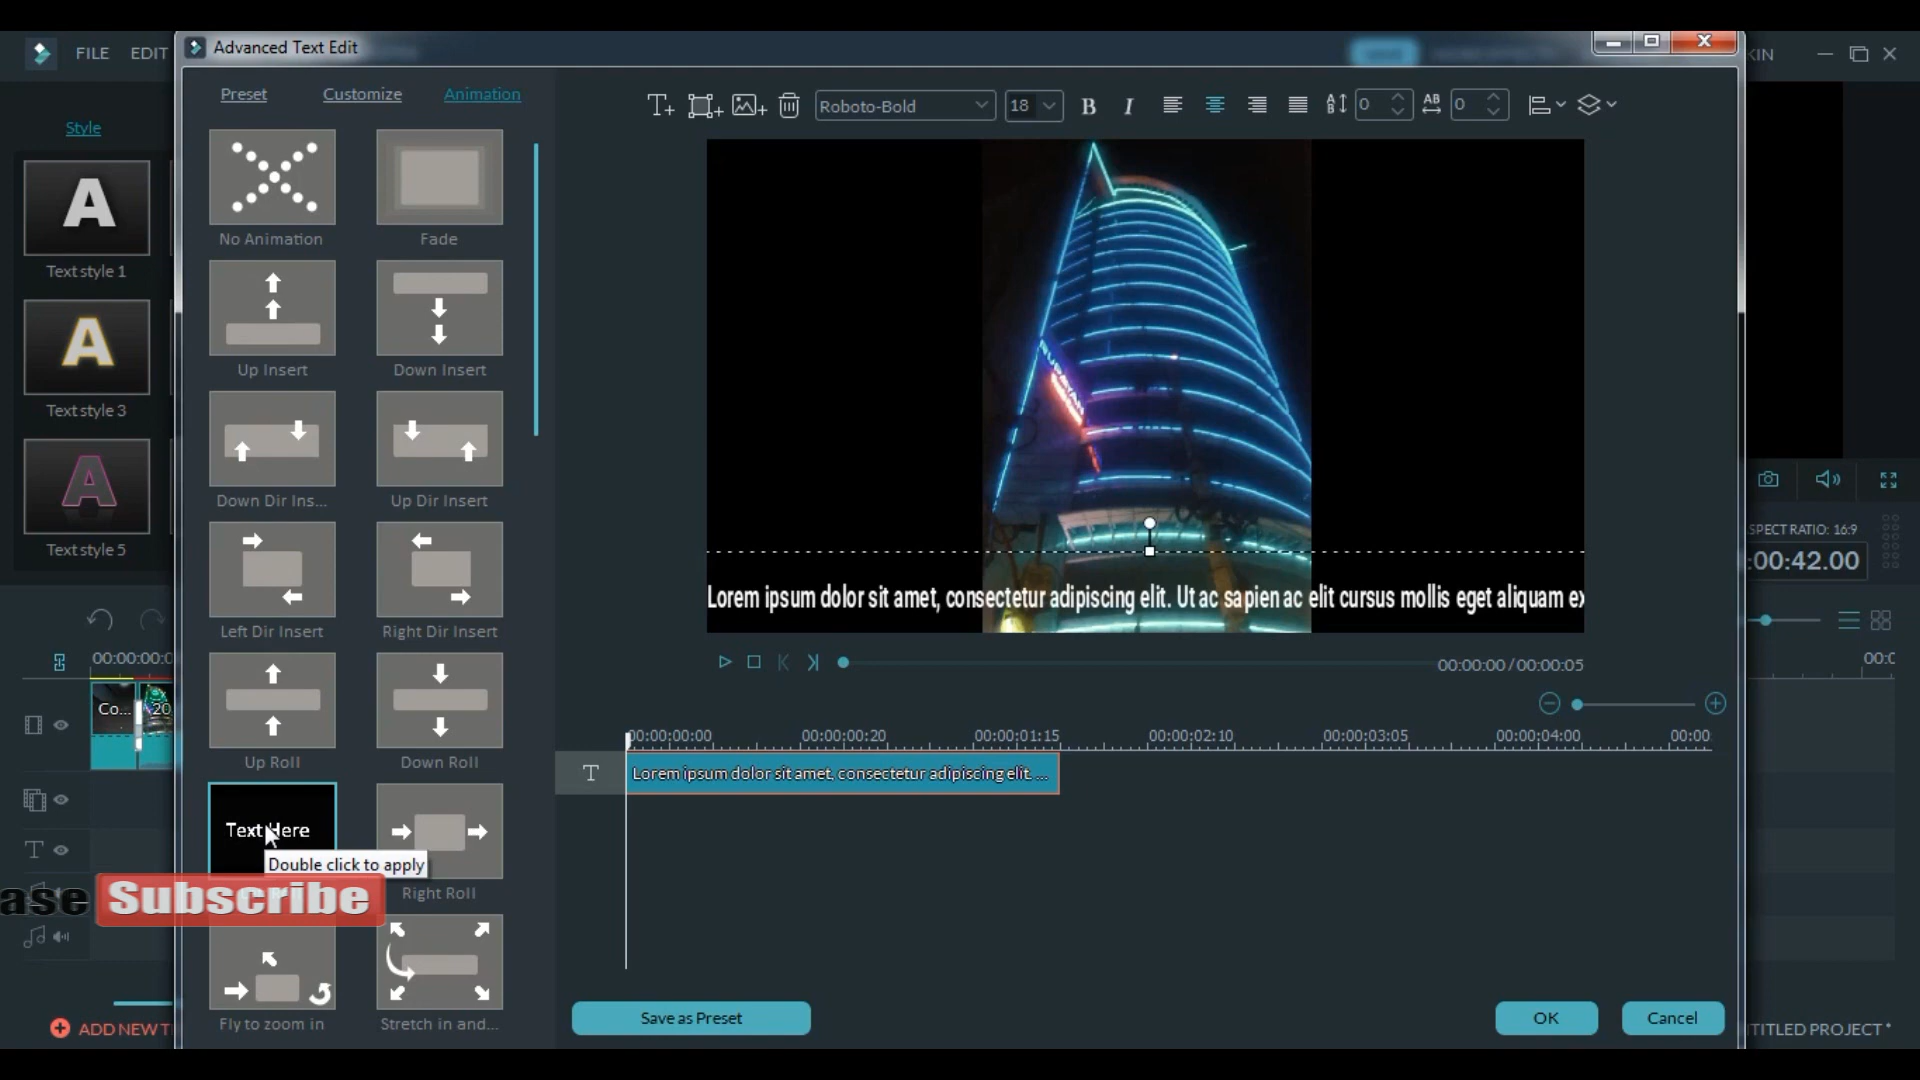 FILE EDIT
Advanced Text Edit
Preset Customize Animation
Style
Text style 1
Text style 3
Text style 5
No Animation
Fade
Up Insert
Down Insert
Down Dir Ins...
Up Dir Insert
Left Dir Insert
Right Dir Insert
Up Roll
Down Roll
Text Here
Double click to apply
Right Roll
Fly to zoom in
Stretch in and...
ase Subscribe
Roboto-Bold 18 B I 0 AB 0
Lorem ipsum dolor sit amet, consectetur adipiscing elit. Ut ac sapien ac elit cursus mollis eget aliquam ex
00:00:00 / 00:00:05
00:00:00:00 00:00:00:20 00:00:01:15 00:00:02:10 00:00:03:05 00:00:04:00 00:00:
T Lorem ipsum dolor sit amet, consectetur adipiscing elit. ...
Save as Preset OK Cancel
KIN
SPECT RATIO: 16:9
:00:42.00
00:00:00:0
00:0
Co...
20
ADD NEW T
TITLED PROJECT *